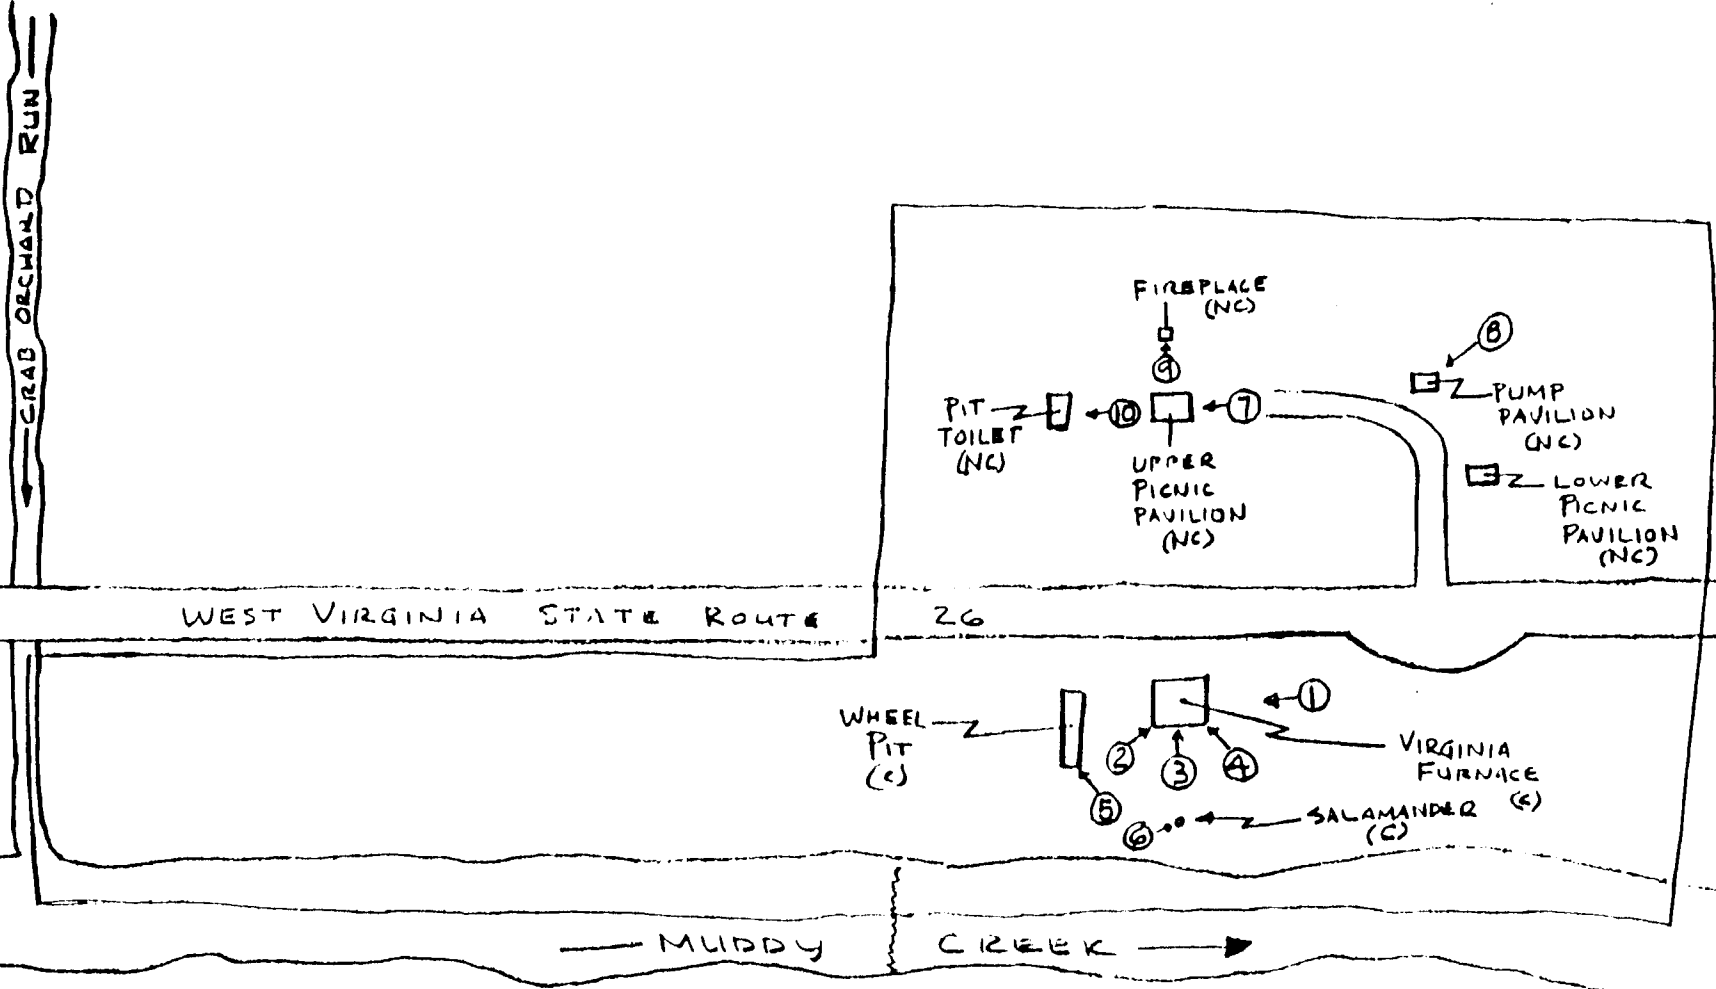 CRAB ORCHARD RUN
FIREPLACE
(NC)
8
9
PIT
TOILET
(NC)
10
7
PUMP
PAVILION
(NC)
UPPER
PICNIC
PAVILION
(NC)
LOWER
PICNIC
PAVILION
(NC)
WEST VIRGINIA STATE ROUTE 26
WHEEL
PIT
(C)
1
2
3
4
VIRGINIA
FURNACE
(C)
5
6
SALAMANDER
(C)
MUDDY CREEK